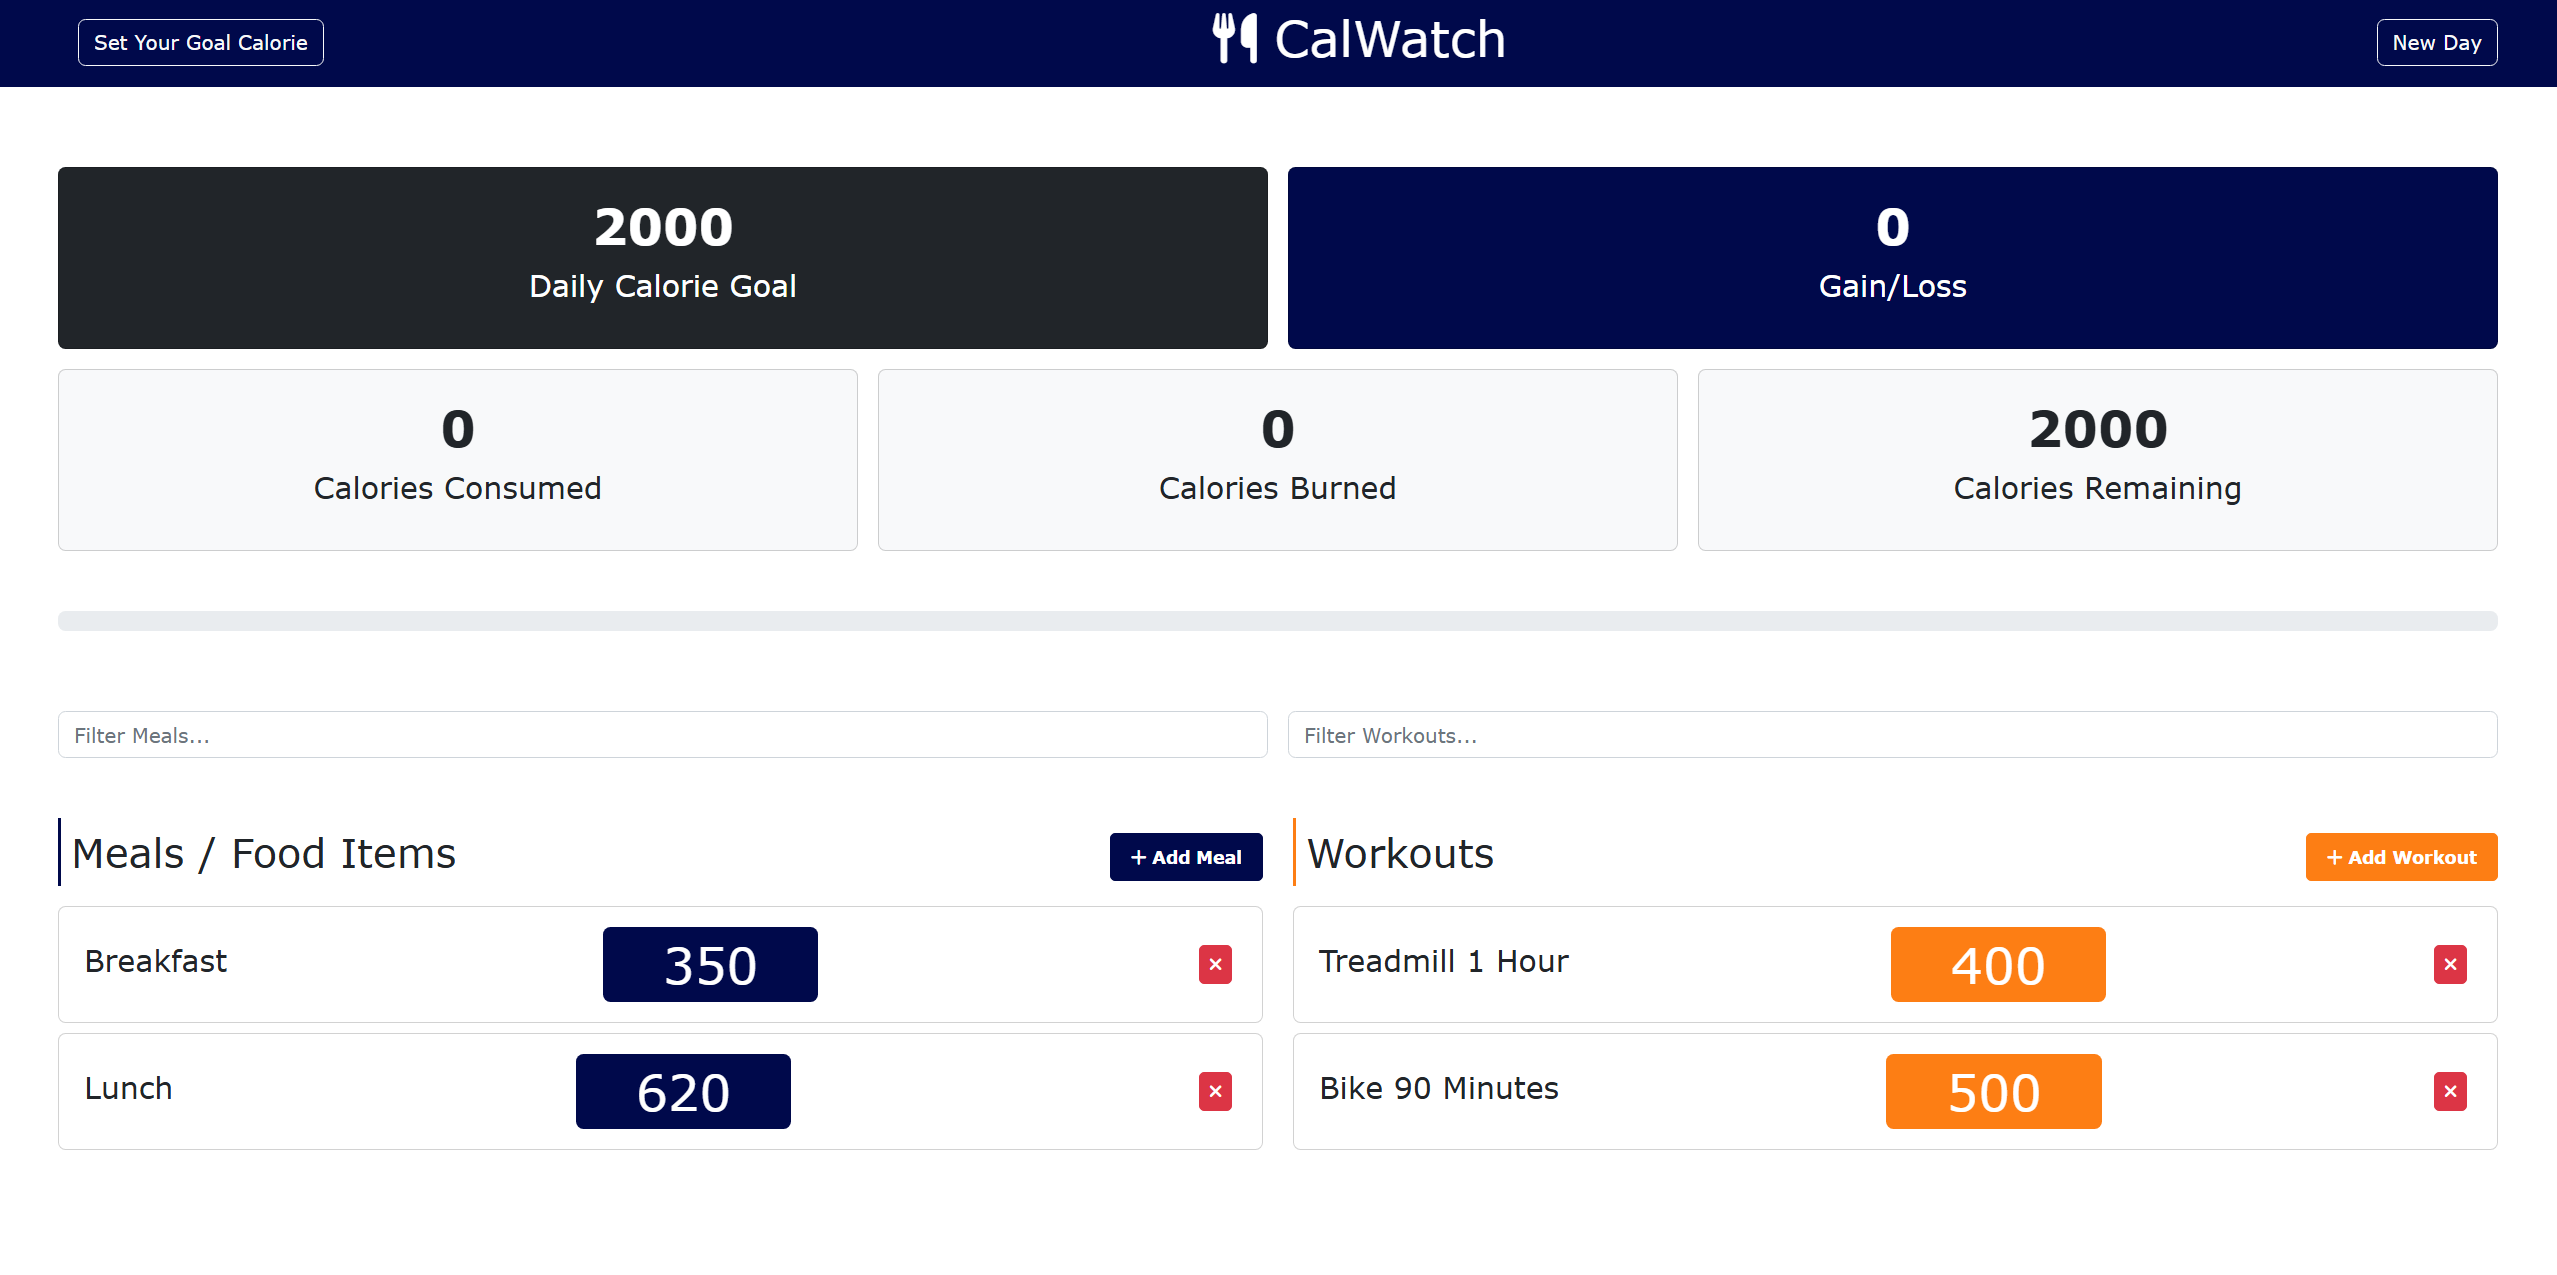 Set Your Goal Calorie
CalWatch
New Day
2000
Daily Calorie Goal
0
Gain/Loss
0
Calories Consumed
0
Calories Burned
2000
Calories Remaining
Filter Meals...
Filter Workouts...
Meals / Food Items
+ Add Meal
Breakfast
350
×
Lunch
620
×
Workouts
+ Add Workout
Treadmill 1 Hour
400
×
Bike 90 Minutes
500
×